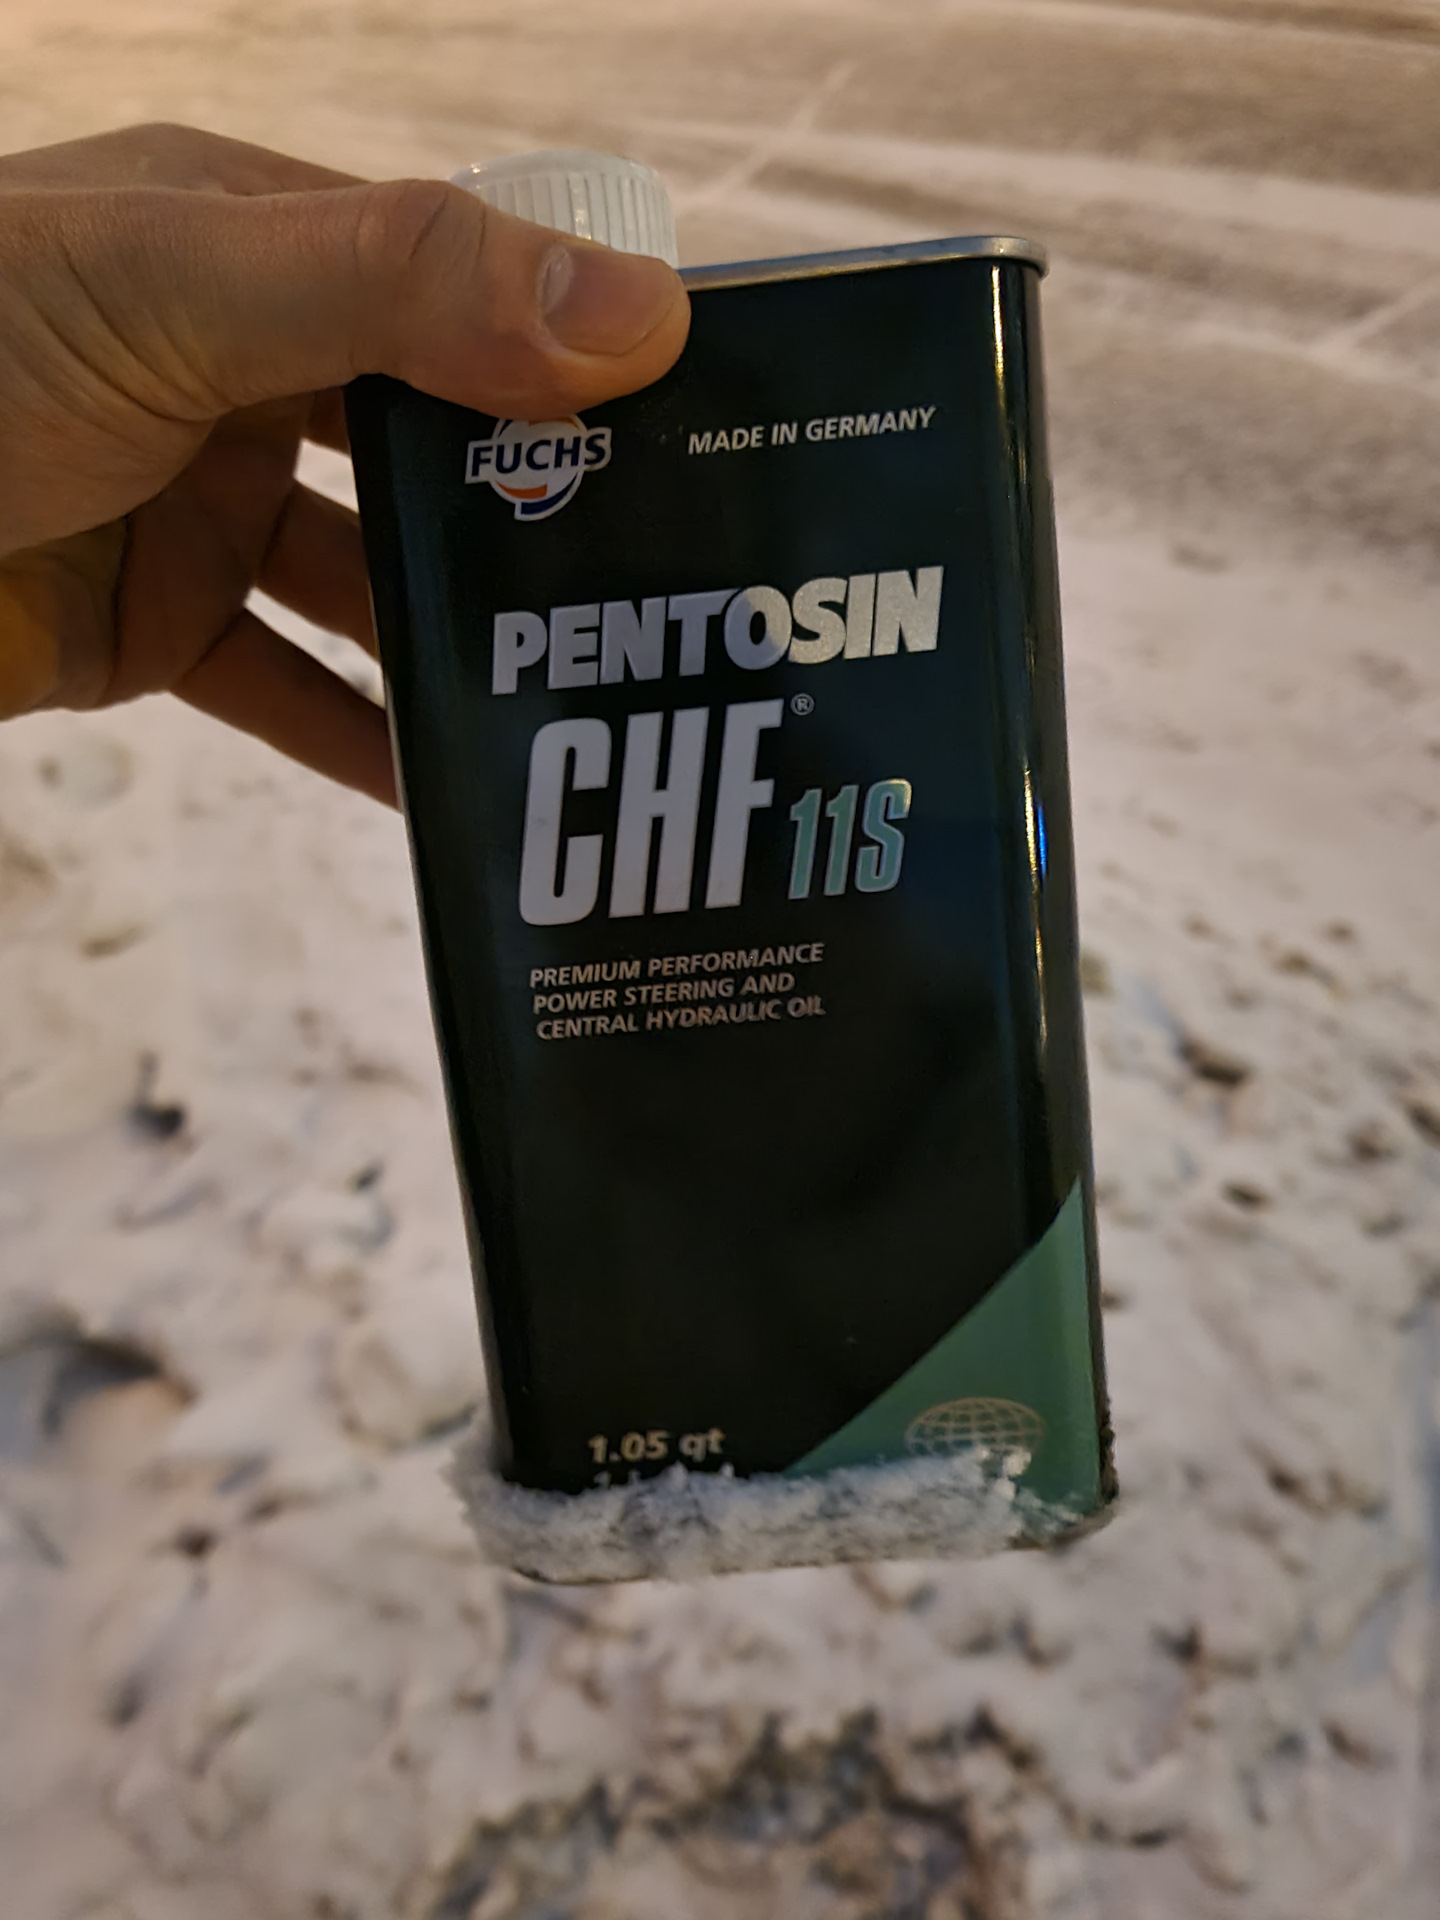 FUCHS
MADE IN GERMANY
PENTOSIN
CHF® 11S
PREMIUM PERFORMANCE
POWER STEERING AND
CENTRAL HYDRAULIC OIL
1.05 qt